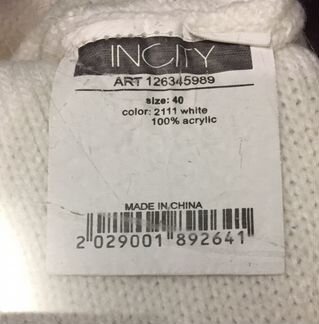 INCITY
ART 126345989
size: 40
color: 2111 white
100% acrylic
MADE IN CHINA
2 029001 892641